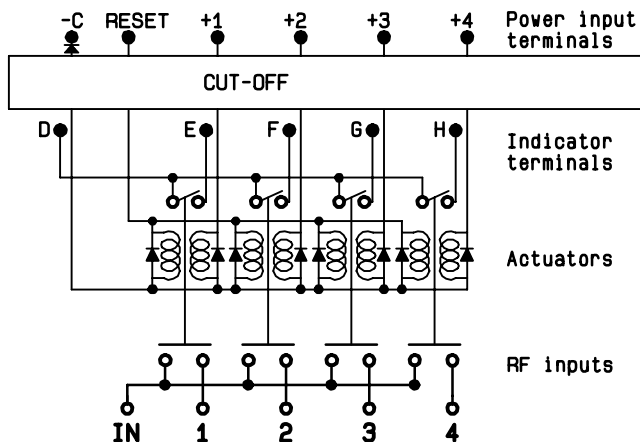 -C RESET +1 +2 +3 +4 Power input
terminals
CUT-OFF
D E F G H Indicator
terminals
Actuators
RF inputs
IN 1 2 3 4